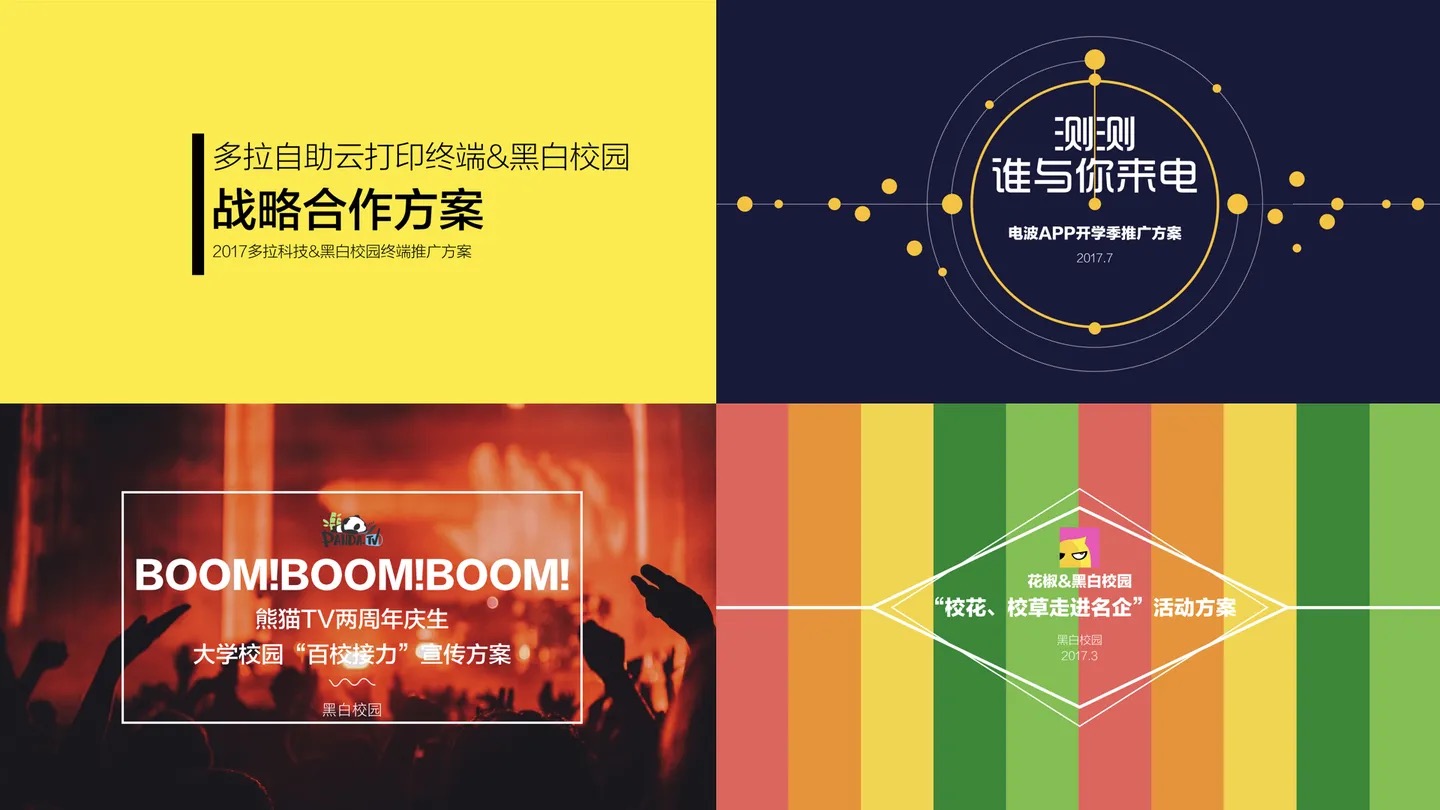 多拉自助云打印终端&黑白校园
战略合作方案
2017多拉科技&黑白校园终端推广方案
测测
谁与你来电
电波APP开学季推广方案
2017.7
PANDA TV
BOOM!BOOM!BOOM!
熊猫TV两周年庆生
大学校园“百校接力”宣传方案
黑白校园
花椒&黑白校园
“校花、校草走进名企”活动方案
黑白校园
2017.3